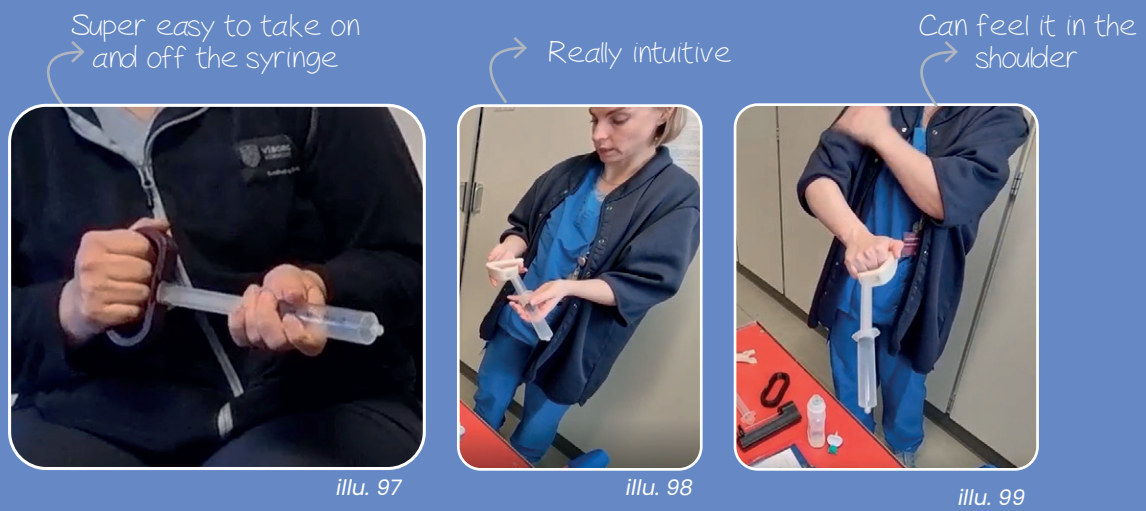 Super easy to take on
and off the syringe
Really intuitive
Can feel it in the
shoulder
illu. 97
illu. 98
illu. 99